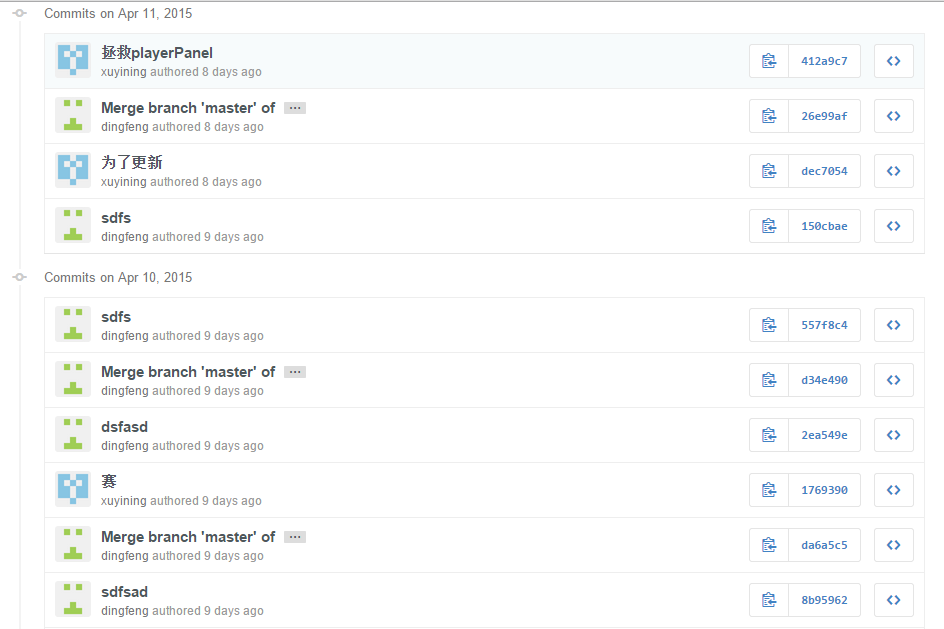 Commits on Apr 11, 2015
拯救playerPanel
xuyining authored 8 days ago
412a9c7
Merge branch 'master' of ...
dingfeng authored 8 days ago
26e99af
为了更新
xuyining authored 8 days ago
dec7054
sdfs
dingfeng authored 9 days ago
150cbae
Commits on Apr 10, 2015
sdfs
dingfeng authored 9 days ago
557f8c4
Merge branch 'master' of ...
dingfeng authored 9 days ago
d34e490
dsfasd
dingfeng authored 9 days ago
2ea549e
赛
xuyining authored 9 days ago
1769390
Merge branch 'master' of ...
dingfeng authored 9 days ago
da6a5c5
sdfsad
dingfeng authored 9 days ago
8b95962